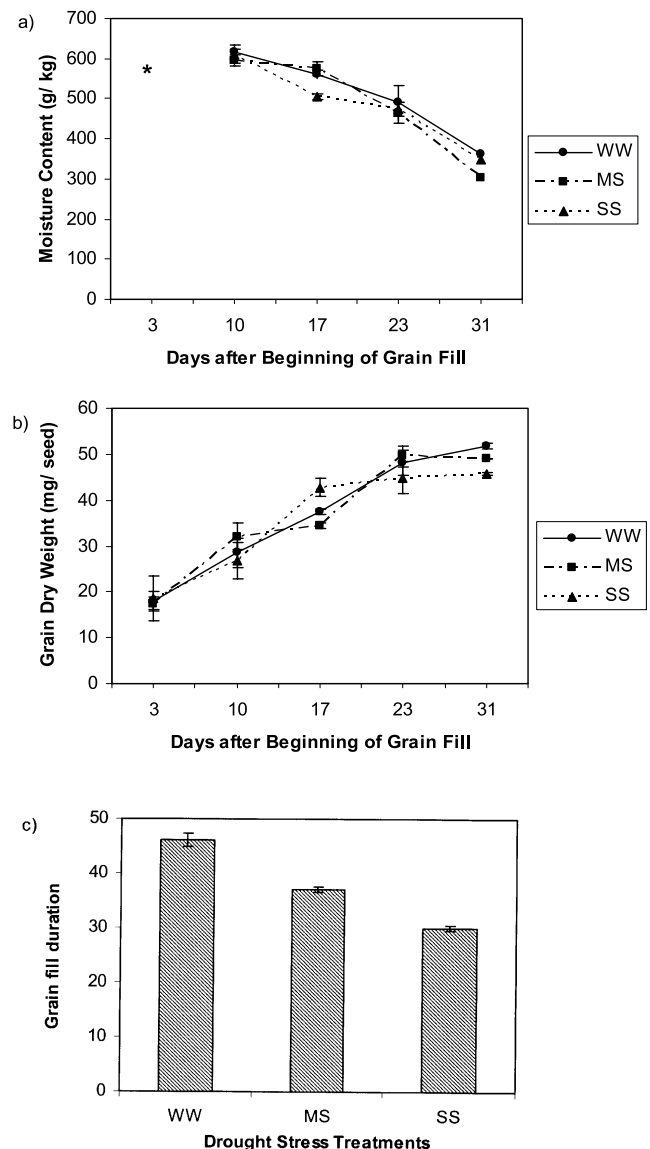 a)
700
600
500
400
300
200
100
0
*
Moisture Content (g/ kg)
3 10 17 23 31
Days after Beginning of Grain Fill
WW
MS
SS
b)
60
50
40
30
20
10
0
Grain Dry Weight (mg/ seed)
3 10 17 23 31
Days after Beginning of Grain Fill
WW
MS
SS
c)
50
40
30
20
10
0
Grain fill duration
WW MS SS
Drought Stress Treatments